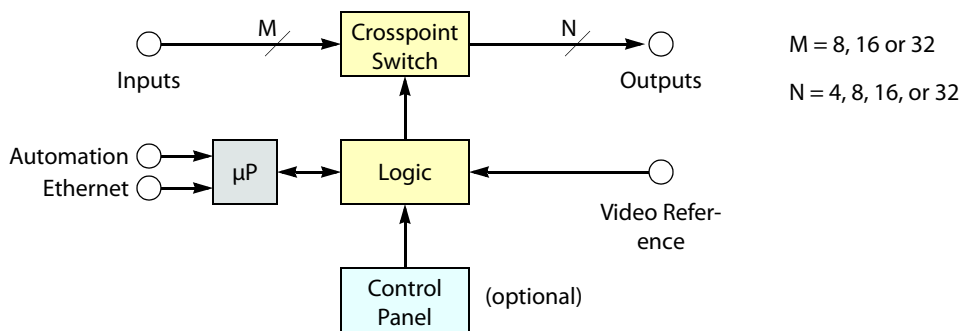 M
Crosspoint
Switch
N
Inputs
Outputs
M = 8, 16 or 32
N = 4, 8, 16, or 32
Automation
Ethernet
µP
Logic
Video Refer-
ence
Control
Panel
(optional)